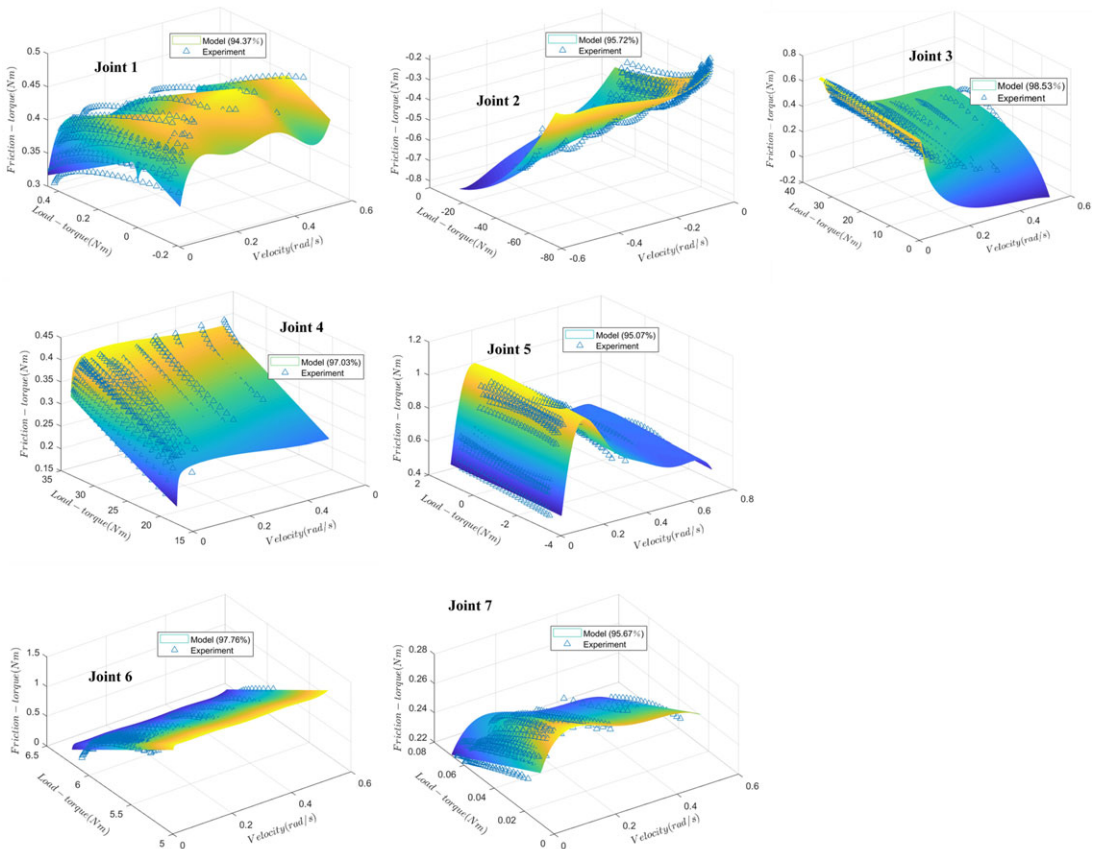 Joint 1
Model (94.37%)
Experiment
Friction-torque(Nm)
0.5
0.45
0.4
0.35
0.3
0.4
0.2
0
-0.2
Load-torque(Nm)
0
0.2
0.4
0.6
Velocity(rad/s)
Joint 2
Model (95.72%)
Experiment
Friction-torque(Nm)
-0.2
-0.3
-0.4
-0.5
-0.6
-0.7
-0.8
0
-20
-40
-60
-80
Load-torque(Nm)
-0.6
-0.4
-0.2
0
Velocity(rad/s)
Joint 3
Model (98.53%)
Experiment
Friction-torque(Nm)
0.8
0.6
0.4
0.2
0
-0.2
40
30
20
10
0
Load-torque(Nm)
0
0.2
0.4
0.6
Velocity(rad/s)
Joint 4
Model (97.03%)
Experiment
Friction-torque(Nm)
0.45
0.4
0.35
0.3
0.25
0.2
0.15
35
30
25
20
15
Load-torque(Nm)
0
0.2
0.4
0
Velocity(rad/s)
Joint 5
Model (95.07%)
Experiment
Friction-torque(Nm)
1.2
1
0.8
0.6
0.4
2
0
-2
-4
Load-torque(Nm)
0
0.2
0.4
0.6
0.8
Velocity(rad/s)
Joint 6
Model (97.76%)
Experiment
Friction-torque(Nm)
1.5
1
0.5
0
6.5
6
5.5
5
Load-torque(Nm)
0
0.2
0.4
0.6
Velocity(rad/s)
Joint 7
Model (95.67%)
Experiment
Friction-torque(Nm)
0.28
0.26
0.24
0.22
0.08
0.06
0.04
0.02
0
Load-torque(Nm)
0
0.2
0.4
0.6
Velocity(rad/s)